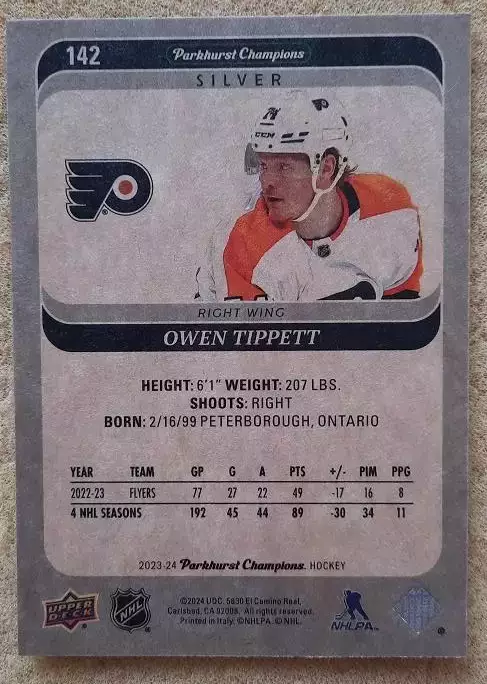 142
Parkhurst Champions
SILVER
CCM
RIGHT WING
OWEN TIPPETT
HEIGHT: 6'1" WEIGHT: 207 LBS.
SHOOTS: RIGHT
BORN: 2/16/99 PETERBOROUGH, ONTARIO
YEAR TEAM GP G A PTS +/- PIM PPG
2022-23 FLYERS 77 27 22 49 -17 16 8
4 NHL SEASONS 192 45 44 89 -30 34 11
2023-24 Parkhurst Champions. HOCKEY
UPPER DECK
NHL
©2024 UDC. 5830 El Camino Real,
Carlsbad, CA 92008. All rights reserved.
Printed in Italy. ©NHLPA. ©NHL.
NHLPA